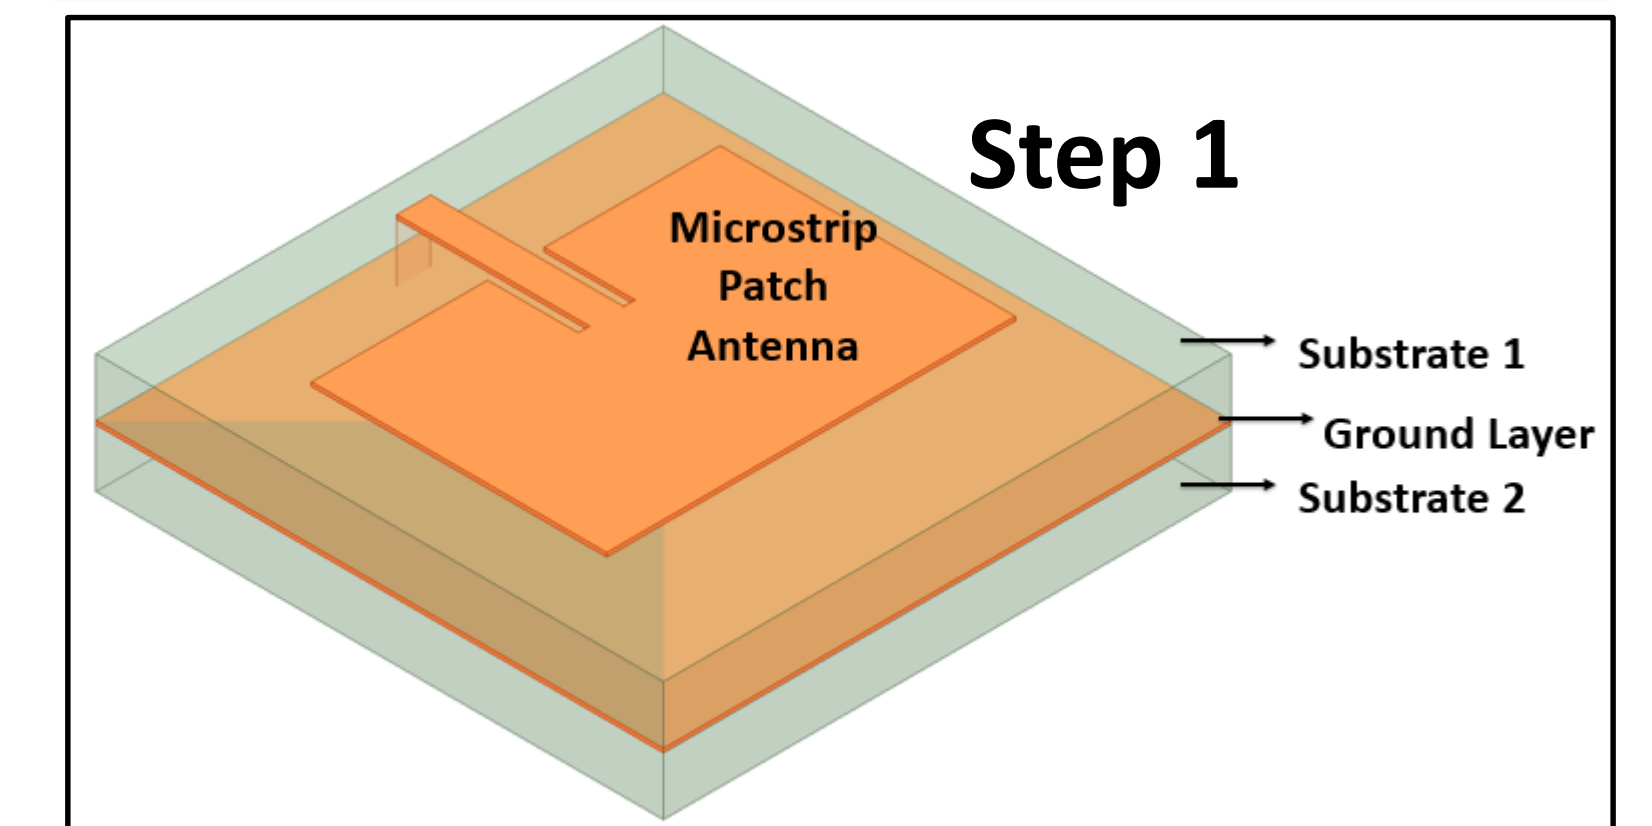 Step 1
Microstrip
Patch
Antenna
Substrate 1
Ground Layer
Substrate 2